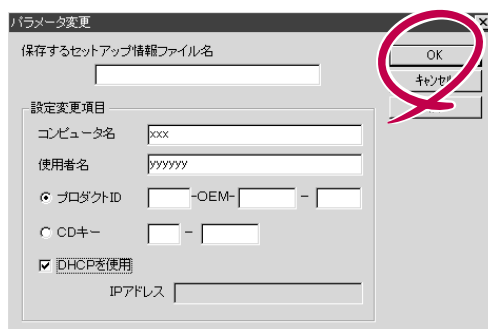 パラメータ変更
保存するセットアップ情報ファイル名
OK
キャンセル
設定変更項目
コンピュータ名 xxx
使用者名 yyyyyy
プロダクトID -OEM- -
CDキー -
DHCPを使用
IPアドレス